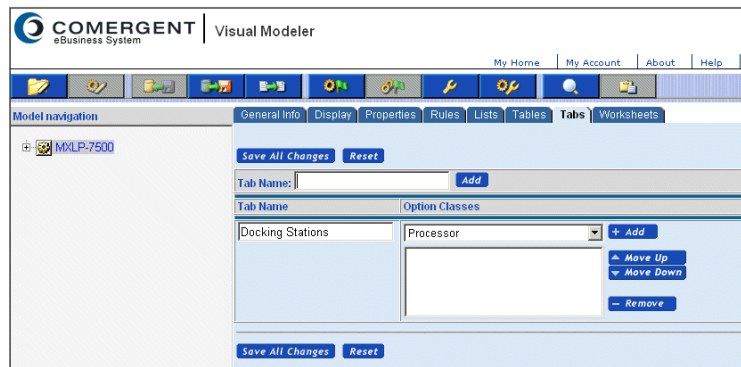 COMERGENT
eBusiness System
Visual Modeler
My Home My Account About Help
Model navigation
General Info Display Properties Rules Lists Tables Tabs Worksheets
MXLP-7500
Save All Changes Reset
Tab Name: Add
Tab Name Option Classes
Docking Stations Processor + Add
Move Up
Move Down
– Remove
Save All Changes Reset